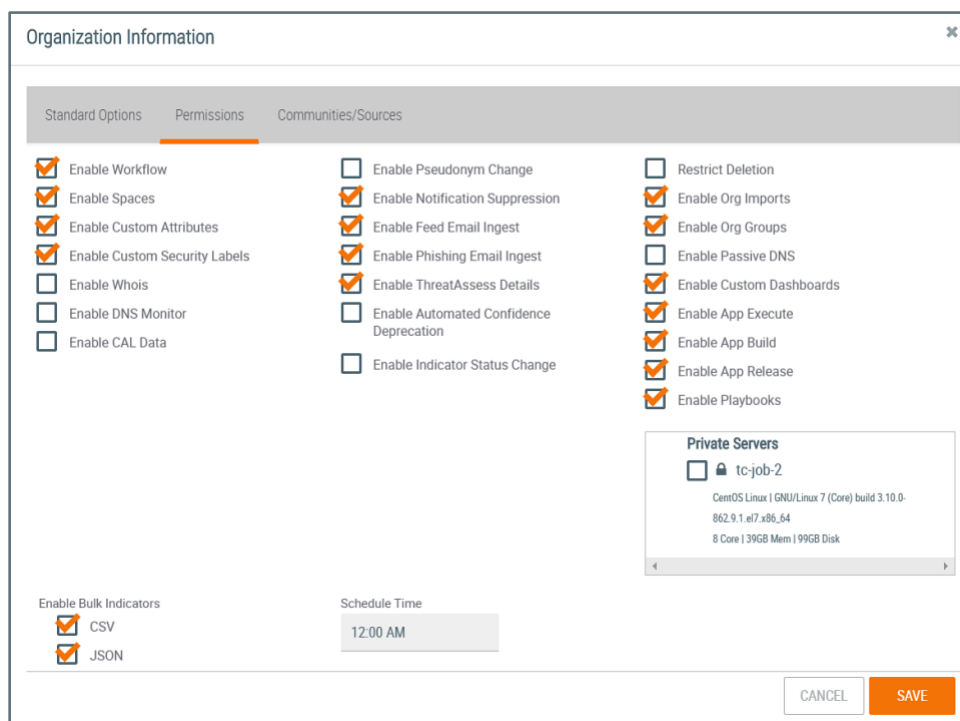 Organization Information
Standard Options
Permissions
Communities/Sources
Enable Workflow
Enable Spaces
Enable Custom Attributes
Enable Custom Security Labels
Enable Whois
Enable DNS Monitor
Enable CAL Data
Enable Pseudonym Change
Enable Notification Suppression
Enable Feed Email Ingest
Enable Phishing Email Ingest
Enable ThreatAssess Details
Enable Automated Confidence
Deprecation
Enable Indicator Status Change
Restrict Deletion
Enable Org Imports
Enable Org Groups
Enable Passive DNS
Enable Custom Dashboards
Enable App Execute
Enable App Build
Enable App Release
Enable Playbooks
Private Servers
tc-job-2
CentOS Linux | GNU/Linux 7 (Core) build 3.10.0-
862.9.1.el7.x86_64
8 Core | 39GB Mem | 99GB Disk
Enable Bulk Indicators
CSV
JSON
Schedule Time
12:00 AM
CANCEL
SAVE